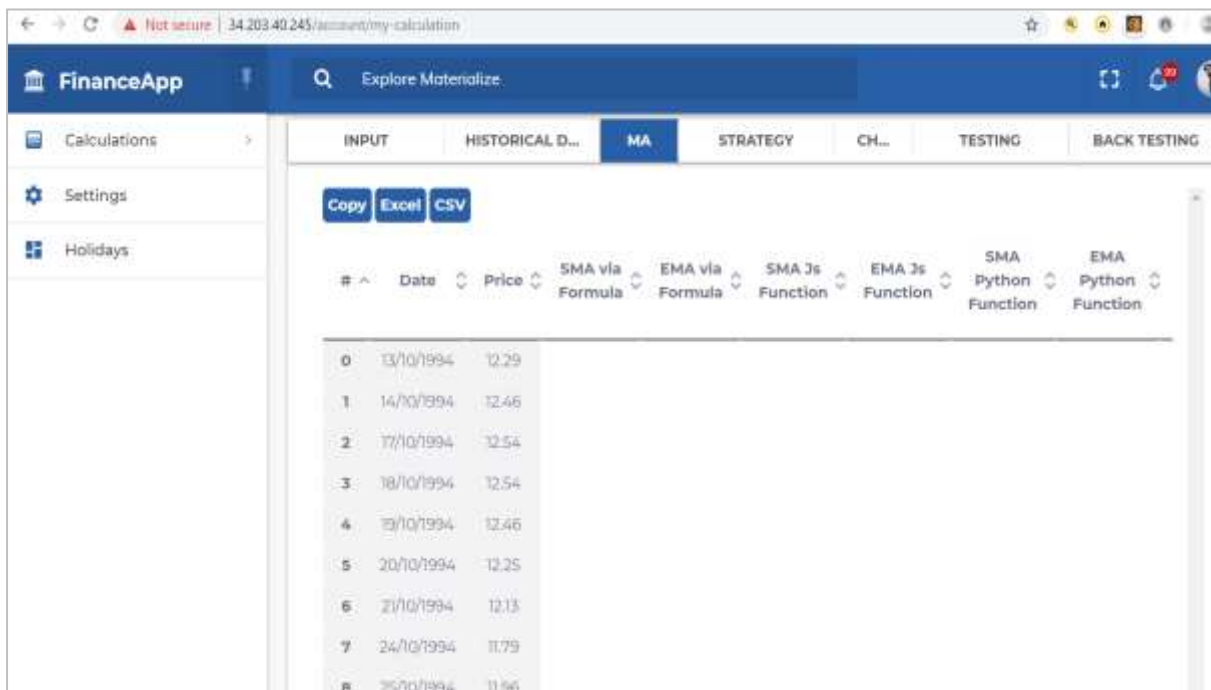 Not secure | 34.203.40.245/account/my-calculation
FinanceApp
Explore Materialize
Calculations
Settings
Holidays
INPUT HISTORICAL D... MA STRATEGY CH... TESTING BACK TESTING
Copy Excel CSV
# Date Price SMA via Formula EMA via Formula SMA Js Function EMA Js Function SMA Python Function EMA Python Function
0 13/10/1994 12.29
1 14/10/1994 12.46
2 17/10/1994 12.54
3 18/10/1994 12.54
4 19/10/1994 12.46
5 20/10/1994 12.25
6 21/10/1994 12.13
7 24/10/1994 11.79
8 25/10/1994 11.96